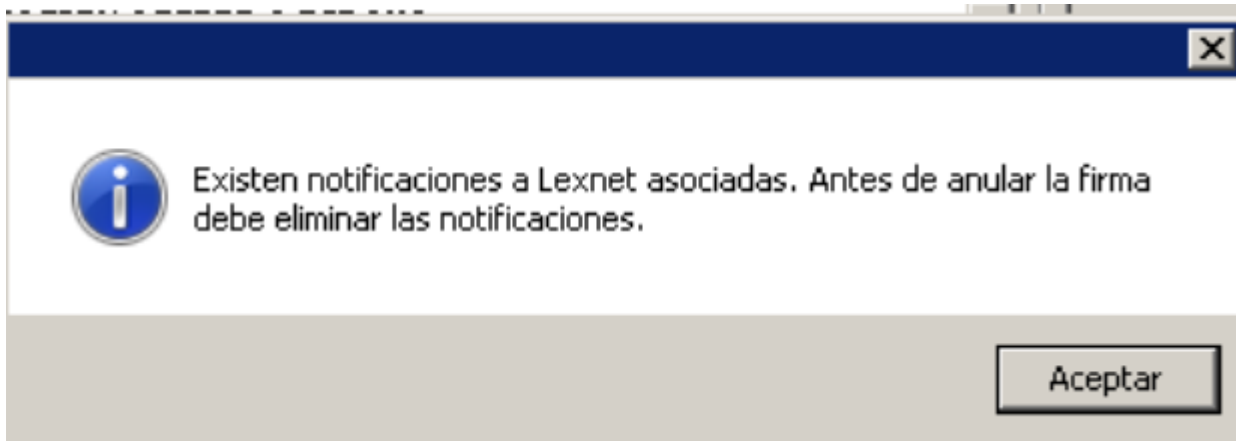 Existen notificaciones a Lexnet asociadas. Antes de anular la firma
debe eliminar las notificaciones.
Aceptar